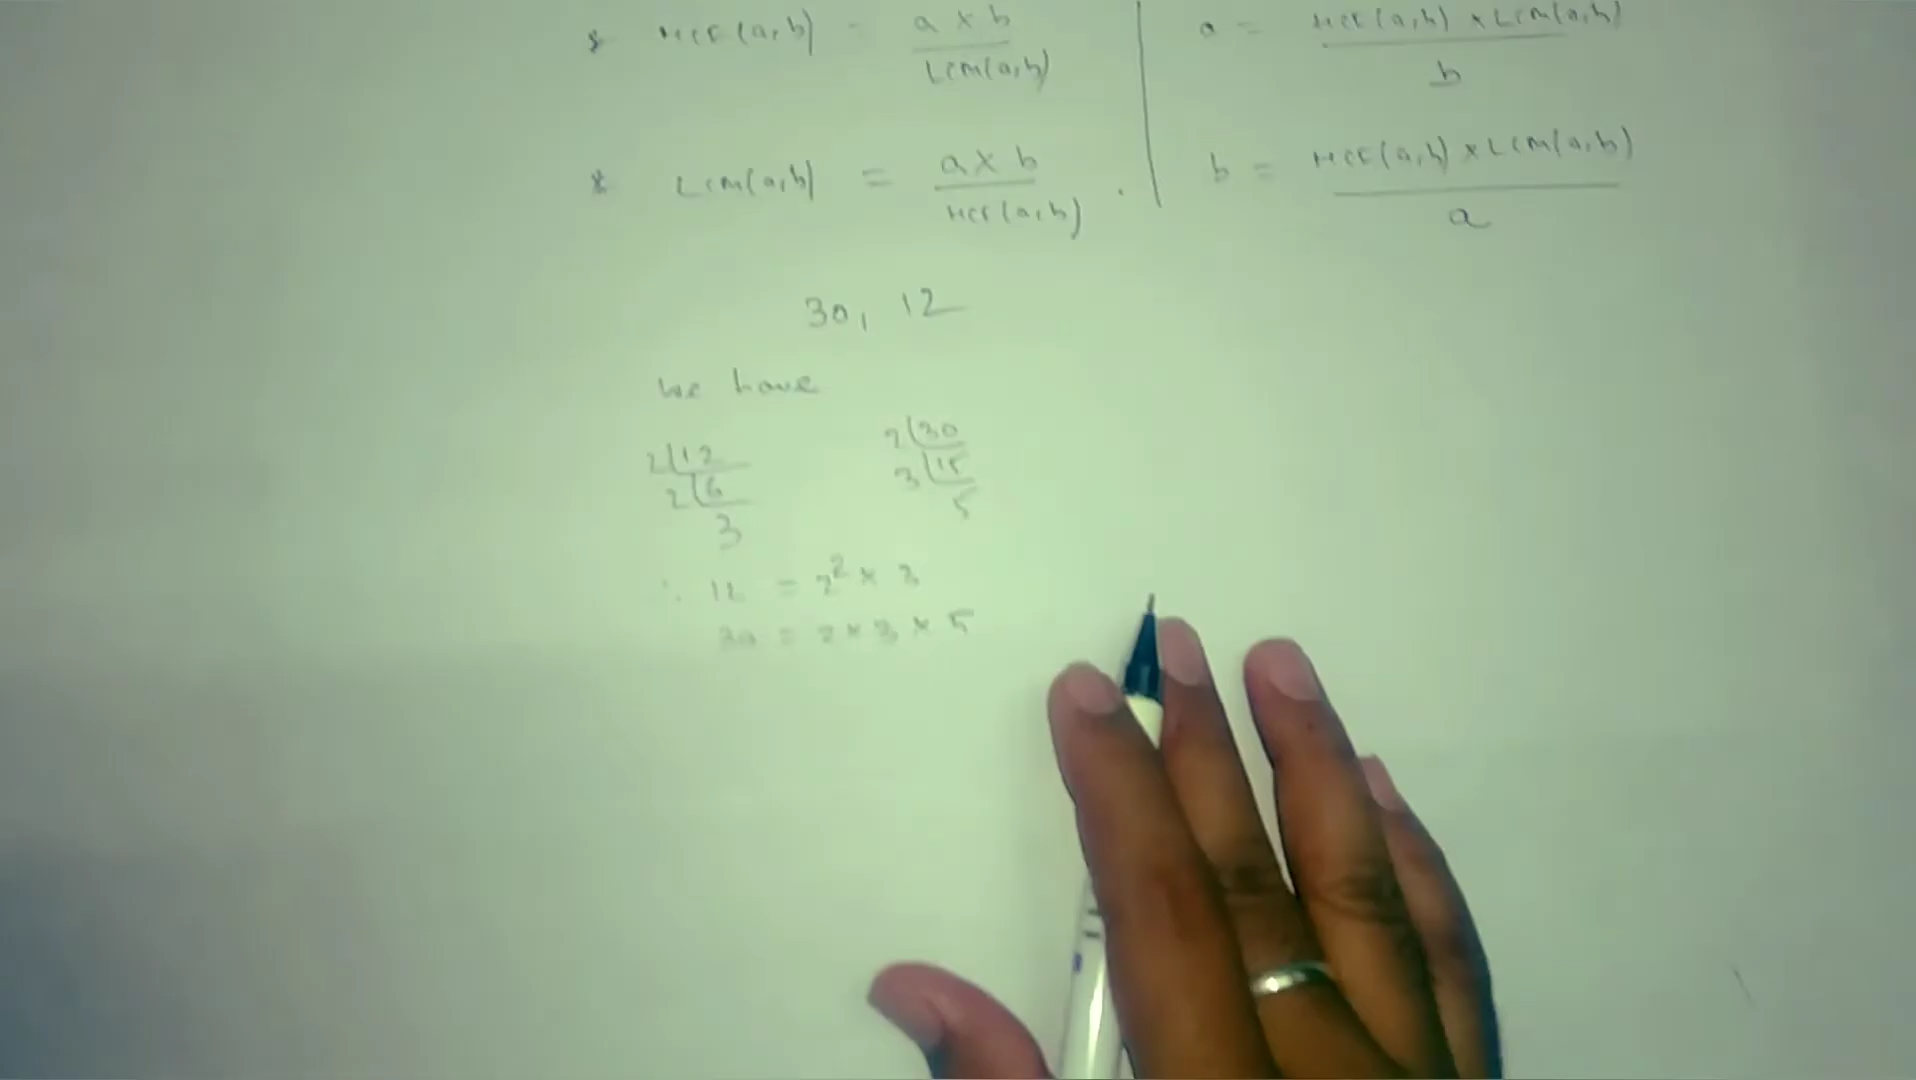 * HCF(a,b) = a x b / LCM(a,b)
a = HCF(a,b) x LCM(a,b) / b
* LCM(a,b) = a x b / HCF(a,b) .
b = HCF(a,b) x LCM(a,b) / a
30, 12
We have
2 | 12
2 | 6
3
2 | 30
3 | 15
5
∴ 12 = 2² x 3
30 = 2 x 3 x 5